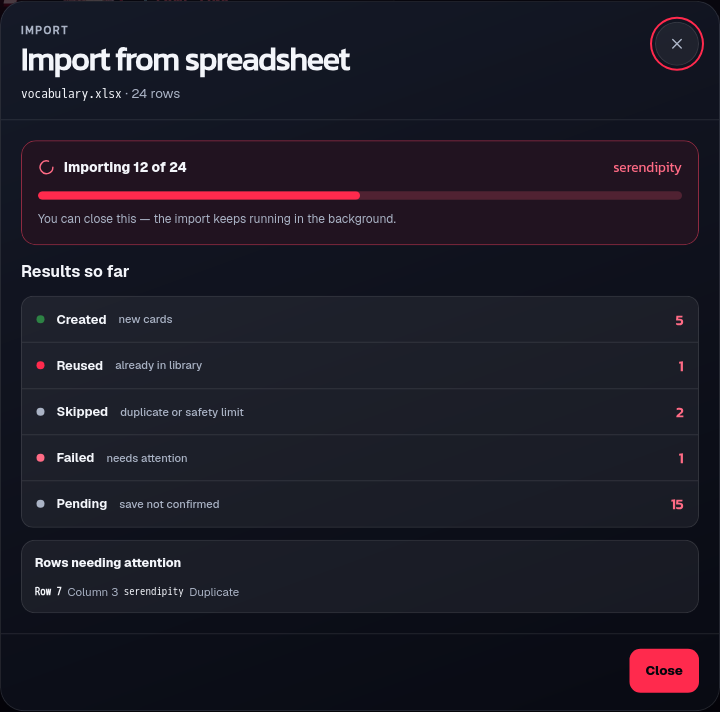 IMPORT
Import from spreadsheet
vocabulary.xlsx · 24 rows
Importing 12 of 24 serendipity
You can close this — the import keeps running in the background.
Results so far
Created new cards 5
Reused already in library 1
Skipped duplicate or safety limit 2
Failed needs attention 1
Pending save not confirmed 15
Rows needing attention
Row 7 Column 3 serendipity Duplicate
Close